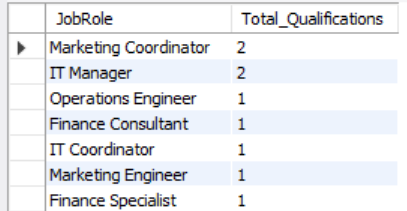 JobRole Total_Qualifications
Marketing Coordinator 2
IT Manager 2
Operations Engineer 1
Finance Consultant 1
IT Coordinator 1
Marketing Engineer 1
Finance Specialist 1